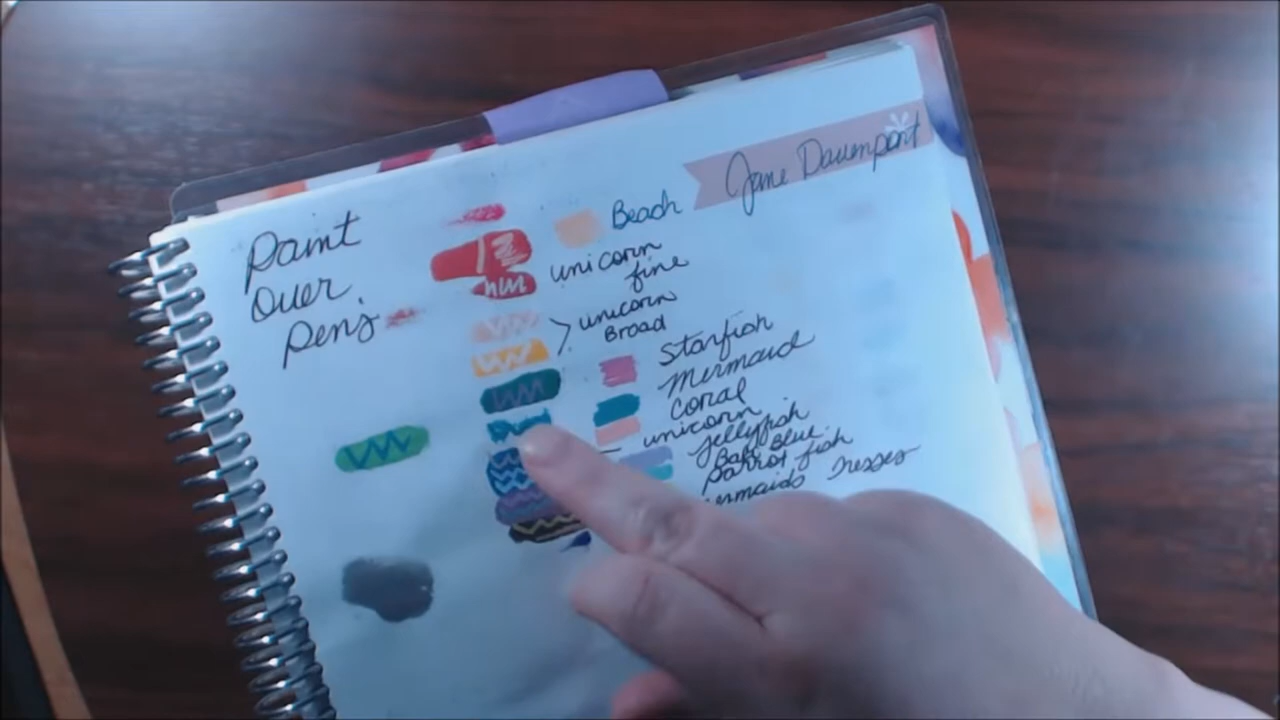 Jane Davenport
Paint
Over
Pens
Beach
unicorn
fine
unicorn
Broad
Starfish
mermaid
coral
unicorn
Jellyfish
Blue
Parrot fish
Tresses